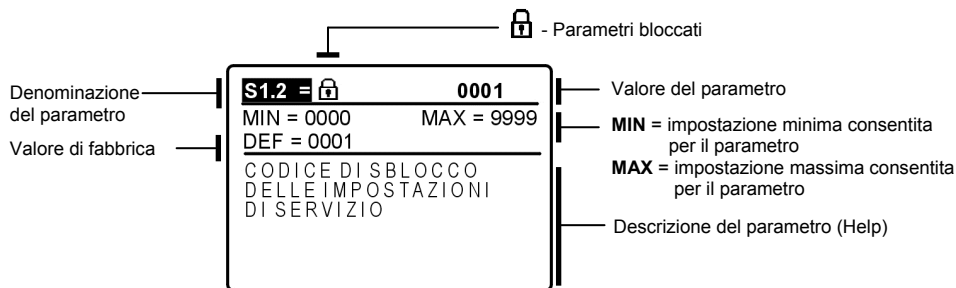 - Parametri bloccati
Denominazione
del parametro
Valore di fabbrica
S1.2 = 0001
MIN = 0000 MAX = 9999
DEF = 0001
CODICE DI SBLOCCO
DELLE IMPOSTAZIONI
DI SERVIZIO
Valore del parametro
MIN = impostazione minima consentita
per il parametro
MAX = impostazione massima consentita
per il parametro
Descrizione del parametro (Help)